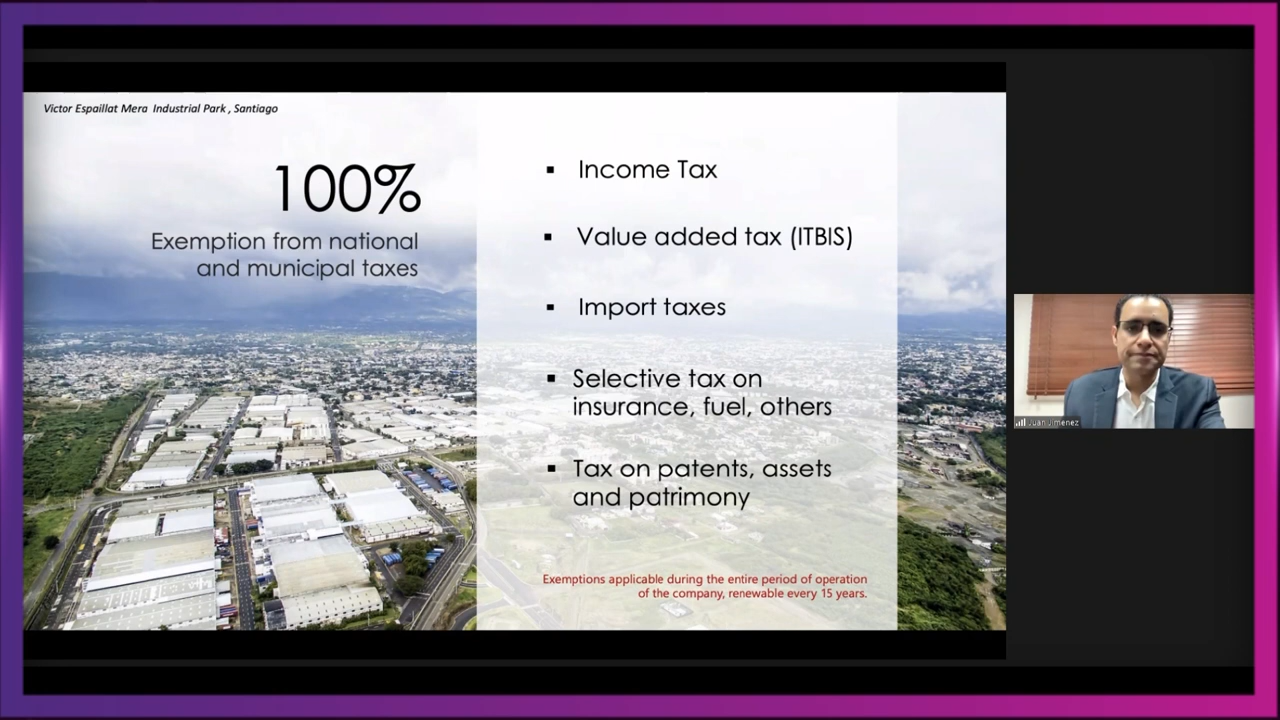 Victor Espaillat Mera Industrial Park , Santiago
100%
Exemption from national
and municipal taxes
▪ Income Tax
▪ Value added tax (ITBIS)
▪ Import taxes
▪ Selective tax on
insurance, fuel, others
▪ Tax on patents, assets
and patrimony
Exemptions applicable during the entire period of operation
of the company, renewable every 15 years.
Juan Jimenez